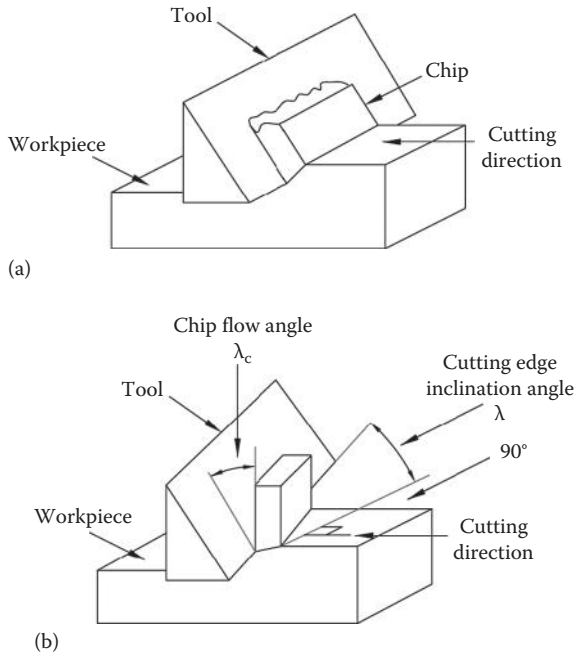 Tool
Chip
Workpiece
Cutting
direction
(a)
Chip flow angle
λc
Cutting edge
inclination angle
λ
Tool
90°
Workpiece
Cutting
direction
(b)